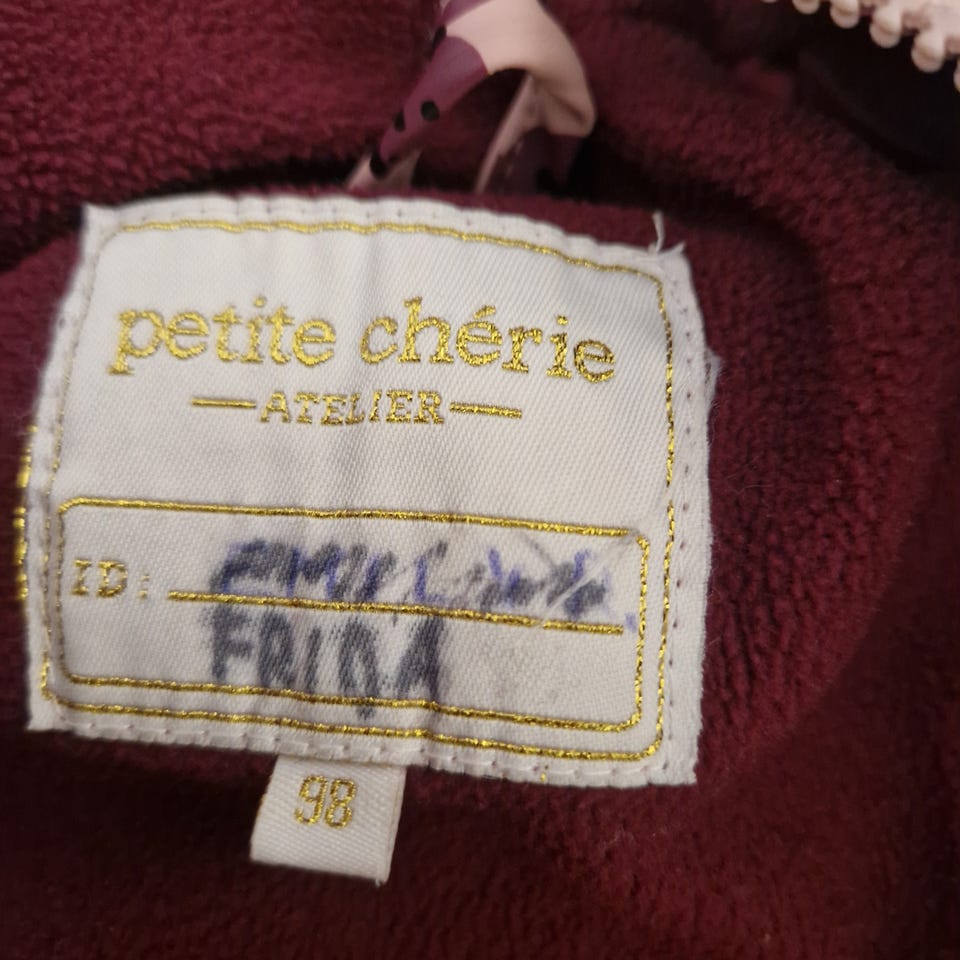 petite chérie
ATELIER
ID:
FRIDA
98